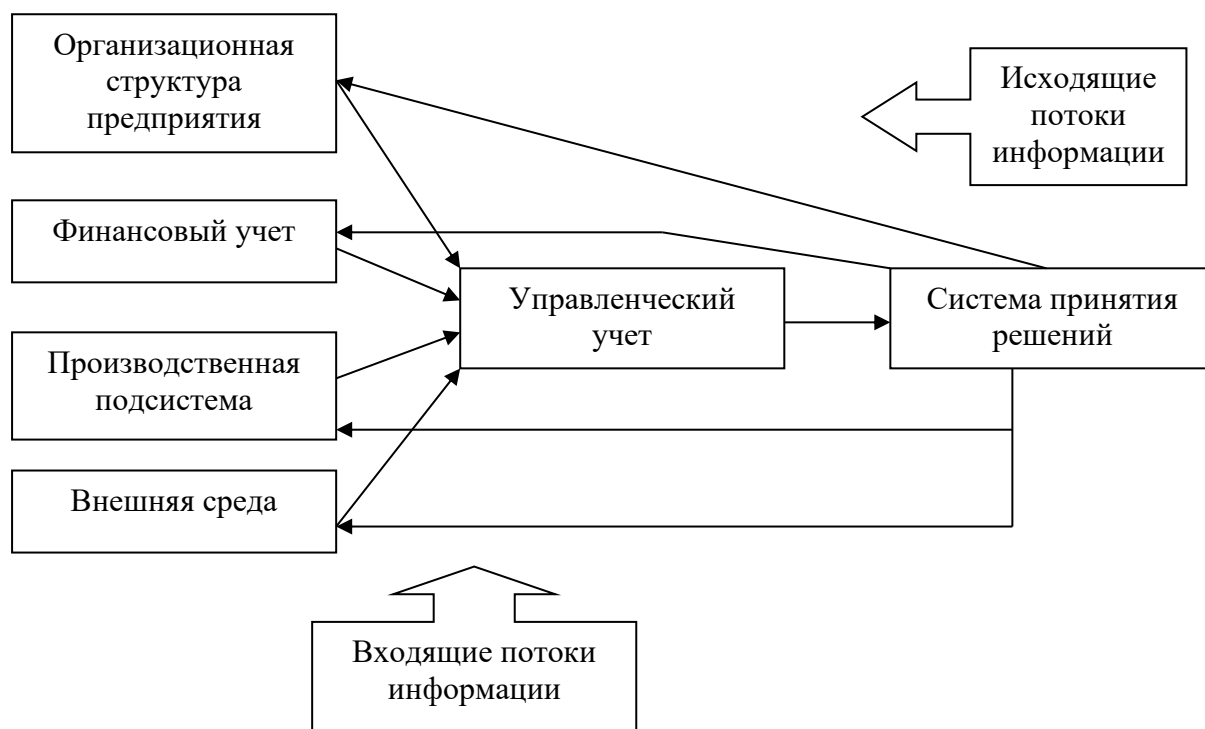 Организационная
структура
предприятия
Исходящие
потоки
информации
Финансовый учет
Управленческий
учет
Система принятия
решений
Производственная
подсистема
Внешняя среда
Входящие потоки
информации